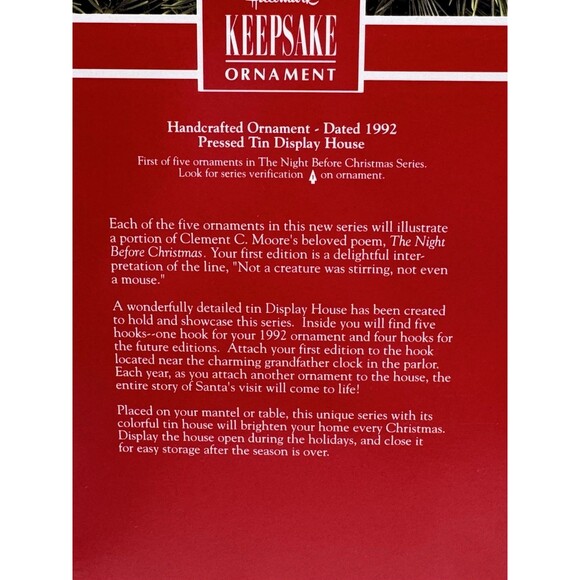 Hallmark
KEEPSAKE
ORNAMENT
Handcrafted Ornament - Dated 1992
Pressed Tin Display House
First of five ornaments in The Night Before Christmas Series.
Look for series verification on ornament.
Each of the five ornaments in this new series will illustrate
a portion of Clement C. Moore's beloved poem, The Night
Before Christmas. Your first edition is a delightful inter-
pretation of the line, "Not a creature was stirring, not even
a mouse."
A wonderfully detailed tin Display House has been created
to hold and showcase this series. Inside you will find five
hooks--one hook for your 1992 ornament and four hooks for
the future editions. Attach your first edition to the hook
located near the charming grandfather clock in the parlor.
Each year, as you attach another ornament to the house, the
entire story of Santa's visit will come to life!
Placed on your mantel or table, this unique series with its
colorful tin house will brighten your home every Christmas.
Display the house open during the holidays, and close it
for easy storage after the season is over.